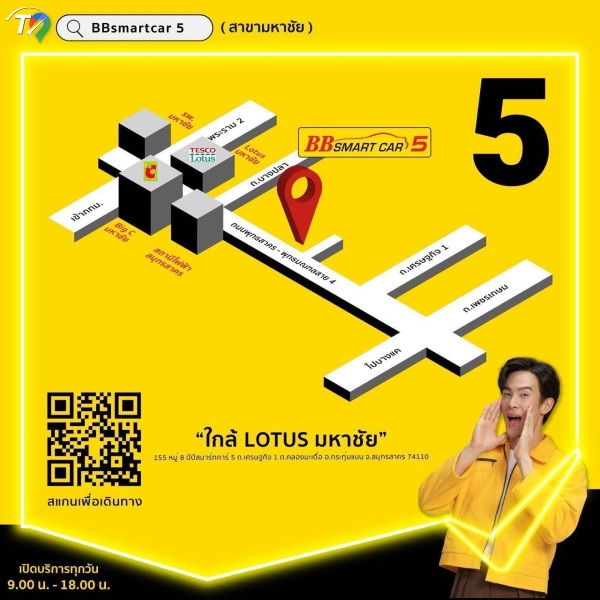 T
BBsmartcar 5 (สาขามหาชัย)
5
รพ.
มหาชัย
พระราม 2
TESCO
Lotus
Lotus
มหาชัย
BB SMART CAR 5
ถ.บางปลา
เข้ากทม.
Big C
มหาชัย
สถานีไฟฟ้า
สมุทรสาคร
ถนนพุทธสาคร - พุทธมณฑลสาย 4
ถ.เศรษฐกิจ 1
ถ.เพชรเกษม
ไปบางแค
“ใกล้ LOTUS มหาชัย”
155 หมู่ 8 บีบีสมาร์ทคาร์ 5 ถ.เศรษฐกิจ 1 ต.คลองมะเดื่อ อ.กระทุ่มแบน จ.สมุทรสาคร 74110
สแกนเพื่อเดินทาง
เปิดบริการทุกวัน
9.00 น. - 18.00 น.